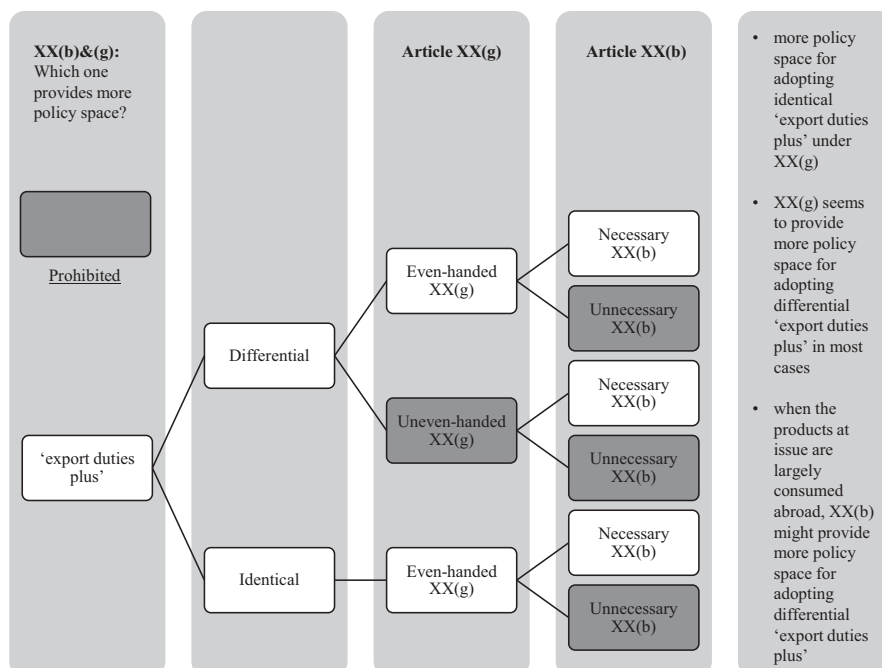 XX(b)&(g):
Which one
provides more
policy space?
Prohibited
‘export duties
plus’
Differential
Identical
Article XX(g)
Even-handed
XX(g)
Uneven-handed
XX(g)
Even-handed
XX(g)
Article XX(b)
Necessary
XX(b)
Unnecessary
XX(b)
Necessary
XX(b)
Unnecessary
XX(b)
Necessary
XX(b)
Unnecessary
XX(b)
• more policy
space for
adopting
identical
‘export duties
plus’ under
XX(g)
• XX(g) seems
to provide
more policy
space for
adopting
differential
‘export duties
plus’ in most
cases
• when the
products at
issue are
largely
consumed
abroad, XX(b)
might provide
more policy
space for
adopting
differential
‘export duties
plus’